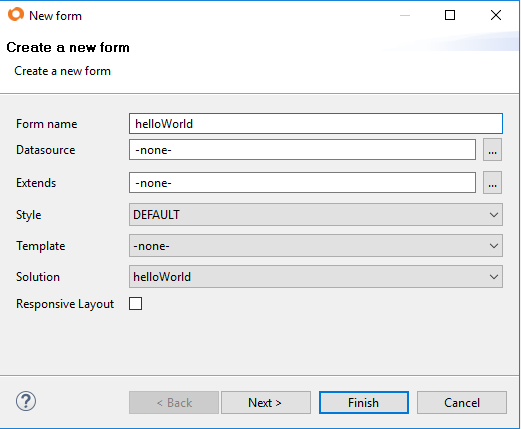 New form
Create a new form
Create a new form
Form name helloWorld
Datasource -none- ...
Extends -none- ...
Style DEFAULT
Template -none-
Solution helloWorld
Responsive Layout
? < Back Next > Finish Cancel